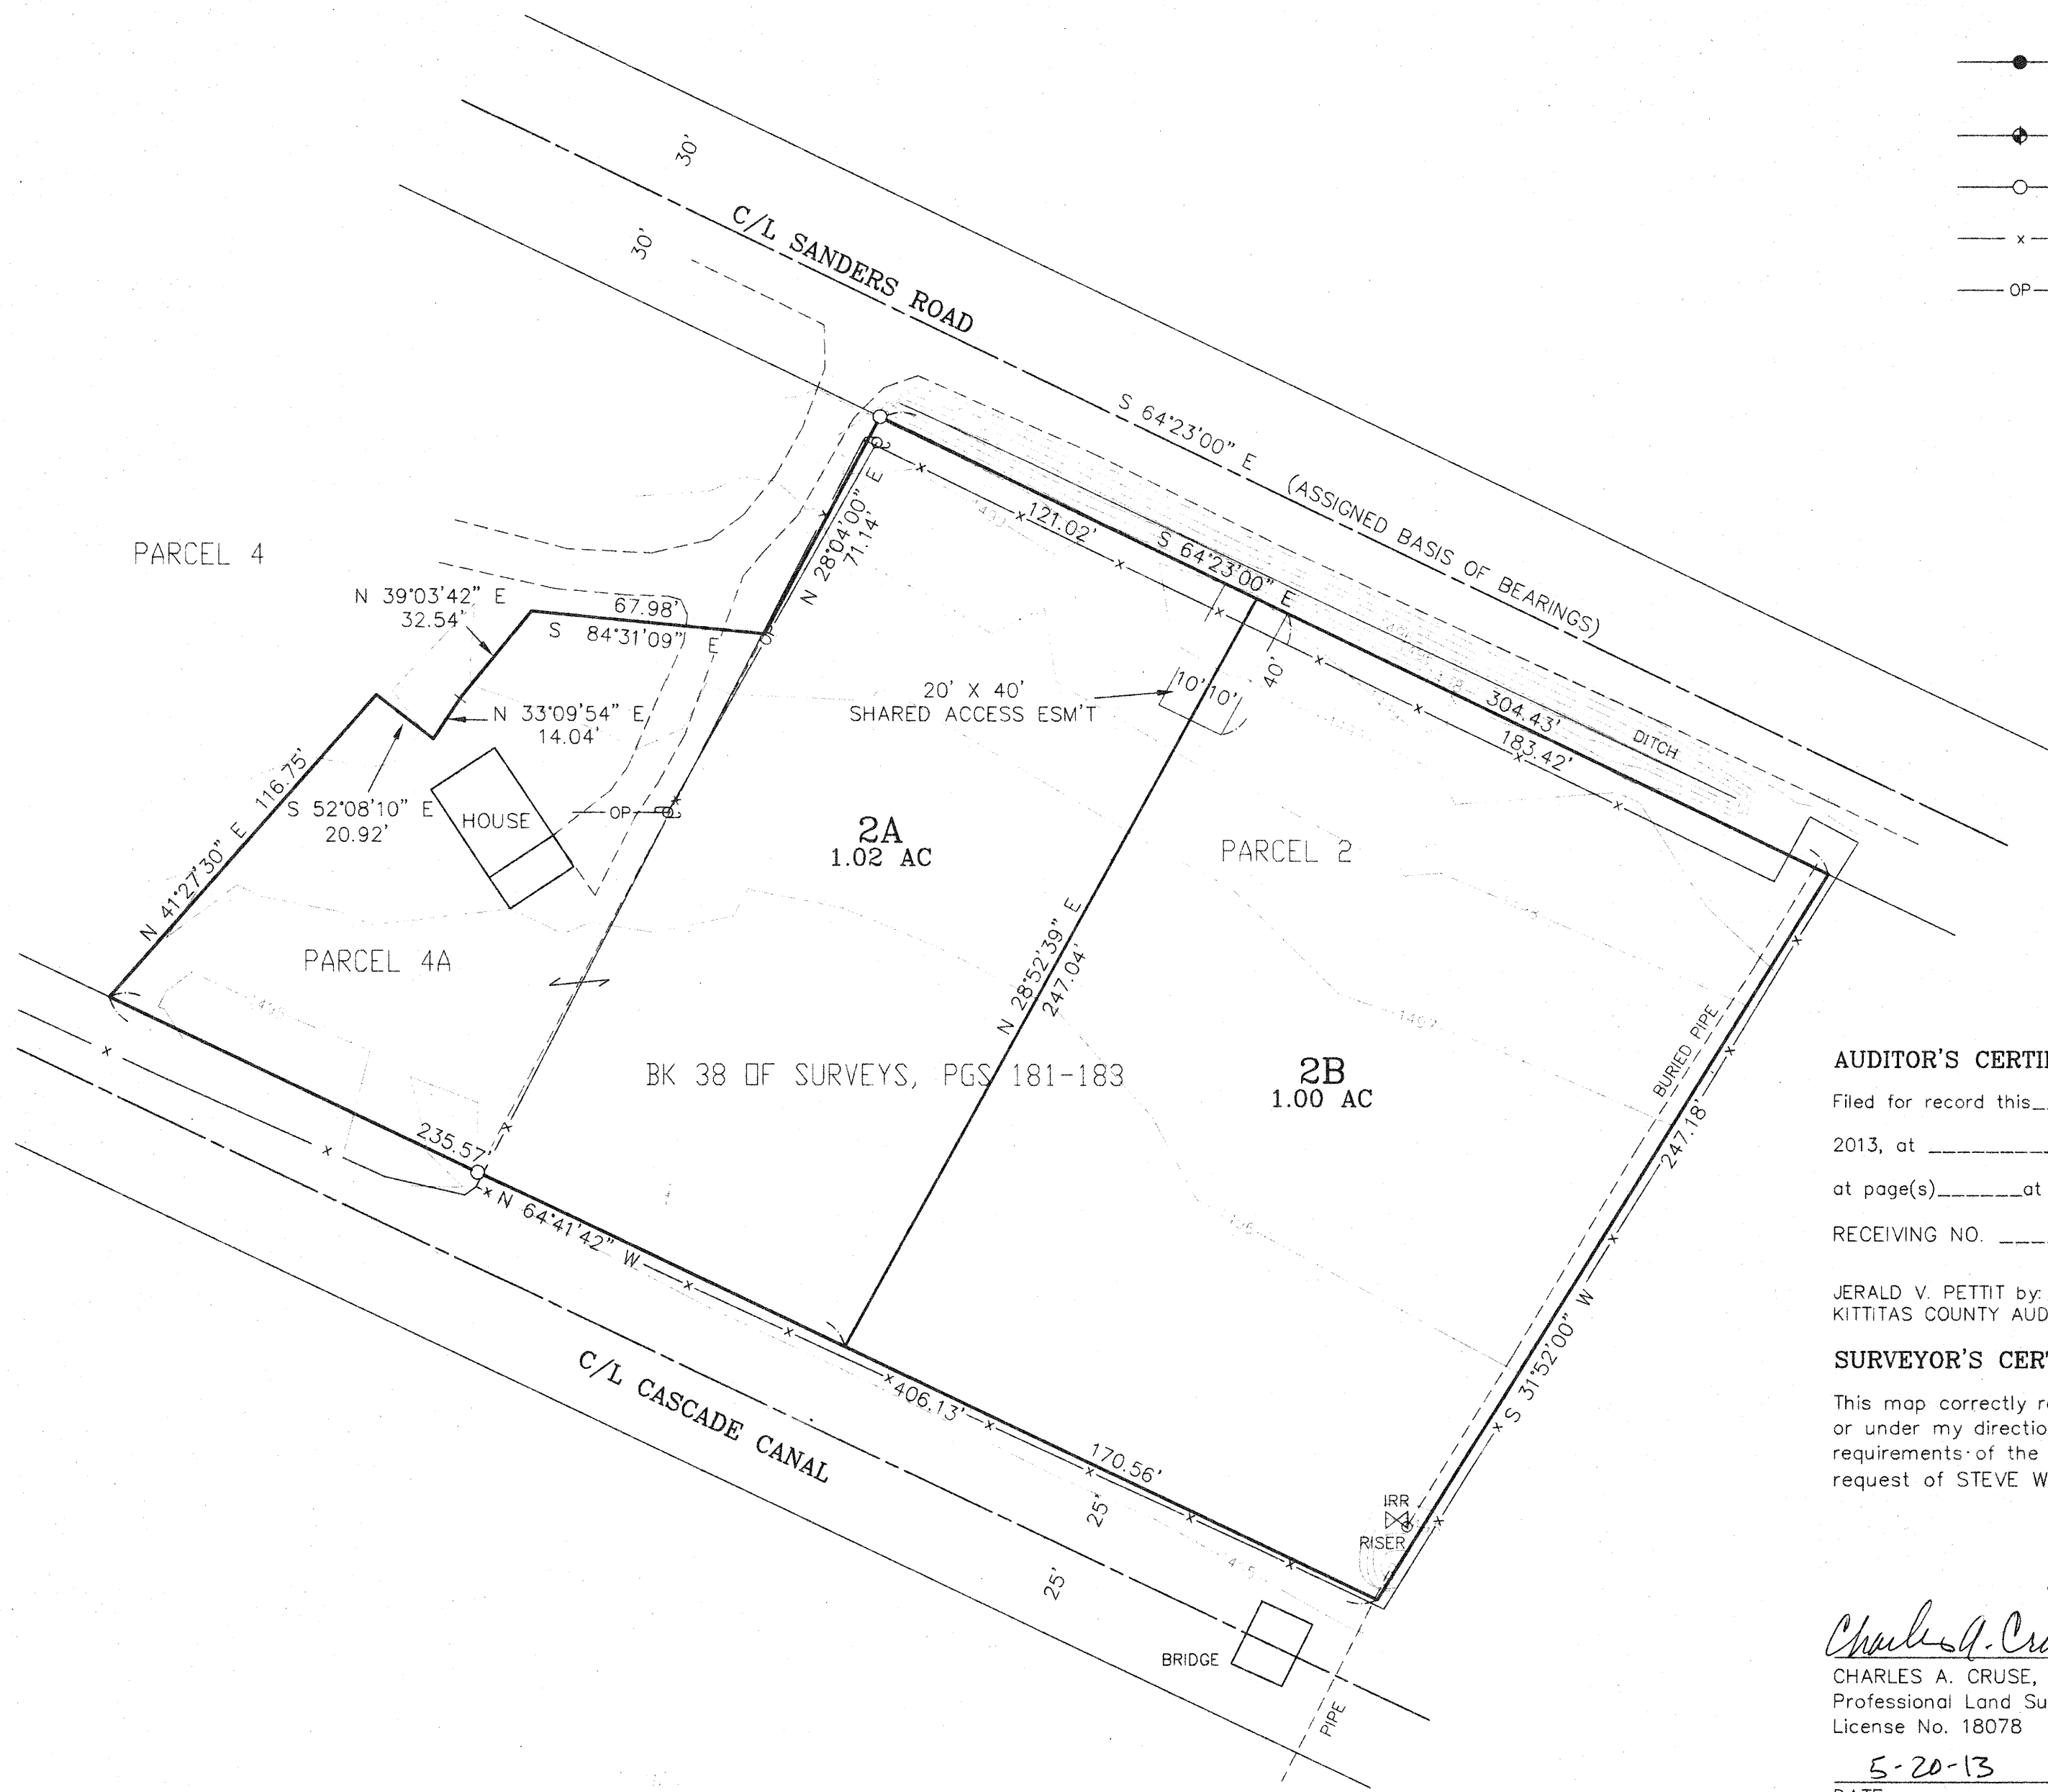 30'
30'
C/L SANDERS ROAD
S 64°23'00" E (ASSIGNED BASIS OF BEARINGS)
OP
PARCEL 4
N 39°03'42" E
32.54'
67.98'
S 84°31'09" E
N 28°04'00" E
71.14'
OP
121.02'
S 64°23'00" E
304.43'
183.42'
DITCH
20' X 40'
SHARED ACCESS ESM'T
10' 10'
40'
N 33°09'54" E
14.04'
116.75'
N 41°27'30" E
S 52°08'10" E
20.92'
HOUSE
OP
2A
1.02 AC
PARCEL 2
PARCEL 4A
N 28°52'39" E
247.04'
BK 38 OF SURVEYS, PGS 181-183
2B
1.00 AC
1497
BURIED PIPE
247.18'
S 31°52'00" W
235.57'
N 64°41'42" W
406.13'
170.56'
C/L CASCADE CANAL
25'
25'
IRR
RISER
BRIDGE
PIPE
AUDITOR'S CERTI
Filed for record this
2013, at
at page(s)______at
RECEIVING NO.
JERALD V. PETTIT by:
KITTITAS COUNTY AUD
SURVEYOR'S CER
This map correctly r
or under my directio
requirements of the
request of STEVE W
Charles A. Cru
CHARLES A. CRUSE,
Professional Land Su
License No. 18078
5-20-13
DATE